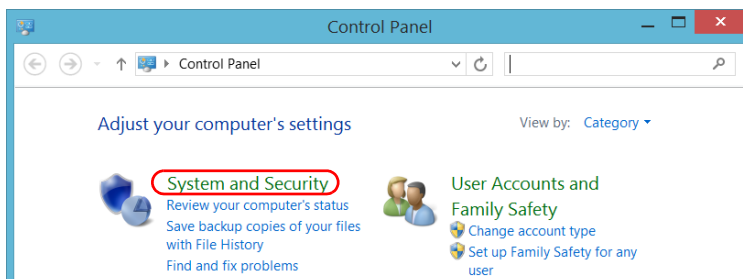 Control Panel
Control Panel
Adjust your computer's settings
View by: Category
System and Security
Review your computer's status
Save backup copies of your files
with File History
Find and fix problems
User Accounts and
Family Safety
Change account type
Set up Family Safety for any
user